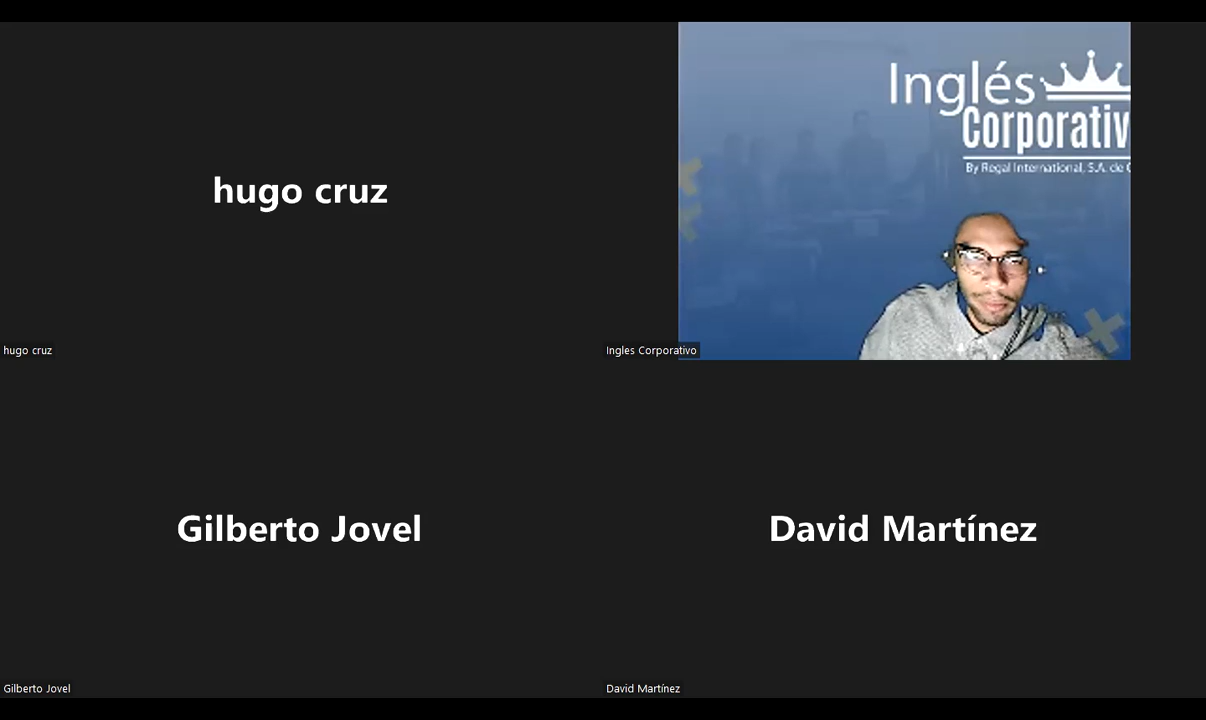 hugo cruz
hugo cruz
Inglés
Corporativ
By Regal International, S.A. de C
Ingles Corporativo
Gilberto Jovel
Gilberto Jovel
David Martínez
David Martínez